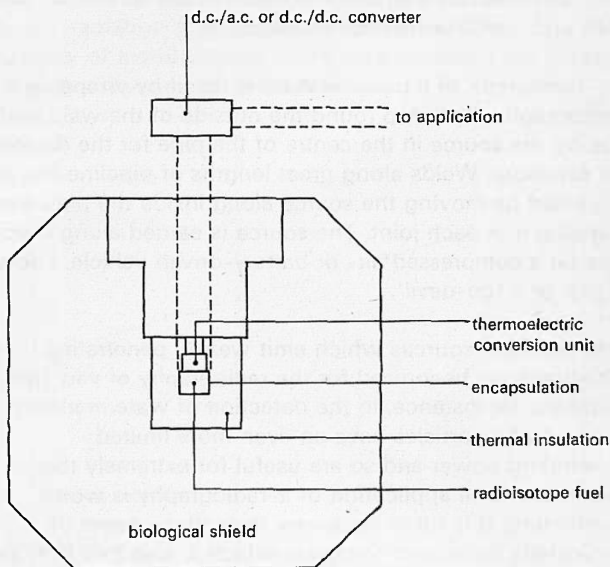 d.c./a.c. or d.c./d.c. converter
to application
thermoelectric
conversion unit
encapsulation
thermal insulation
radioisotope fuel
biological shield